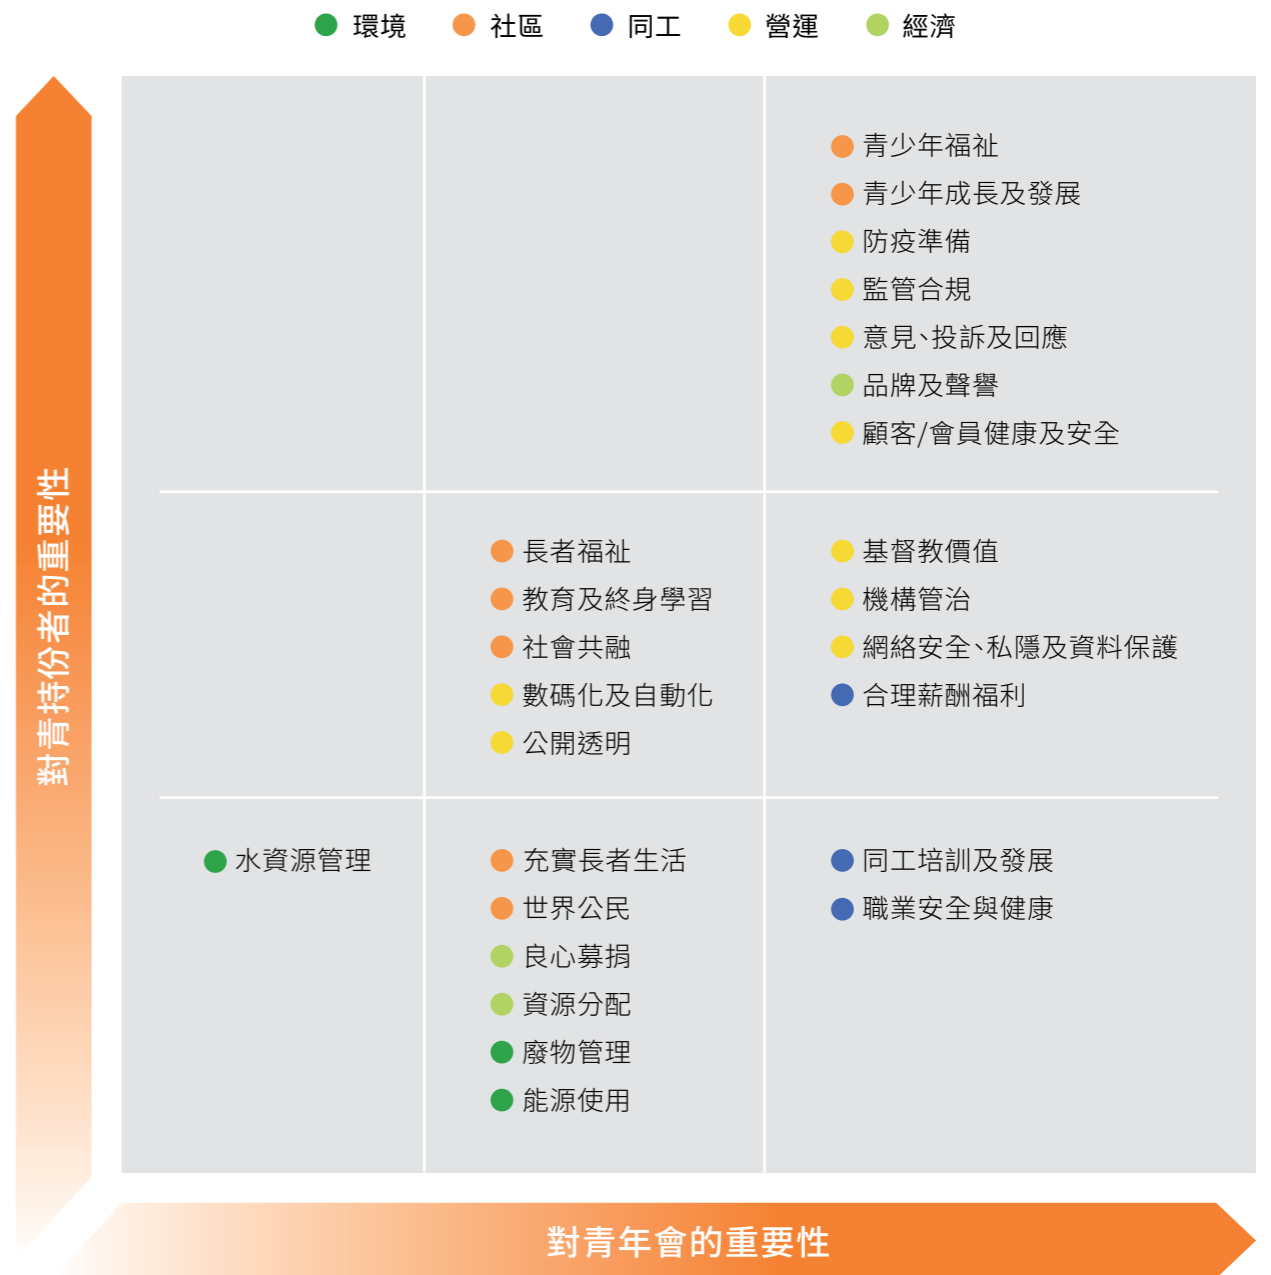 環境 社區 同工 營運 經濟
青少年福祉
青少年成長及發展
防疫準備
監管合規
意見、投訴及回應
品牌及聲譽
顧客/會員健康及安全
對青持份者的重要性
長者福祉
教育及終身學習
社會共融
數碼化及自動化
公開透明
基督教價值
機構管治
網絡安全、私隱及資料保護
合理薪酬福利
水資源管理
充實長者生活
世界公民
良心募捐
資源分配
廢物管理
能源使用
同工培訓及發展
職業安全與健康
對青年會的重要性